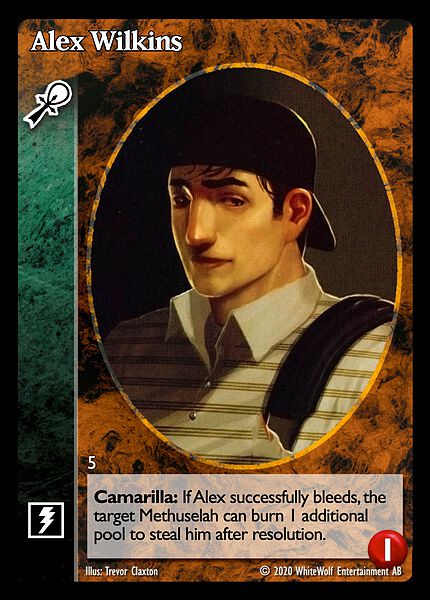 Alex Wilkins
5
Camarilla: If Alex successfully bleeds, the
target Methuselah can burn 1 additional
pool to steal him after resolution.
1
Illus: Trevor Claxton
© 2020 WhiteWolf Entertainment AB